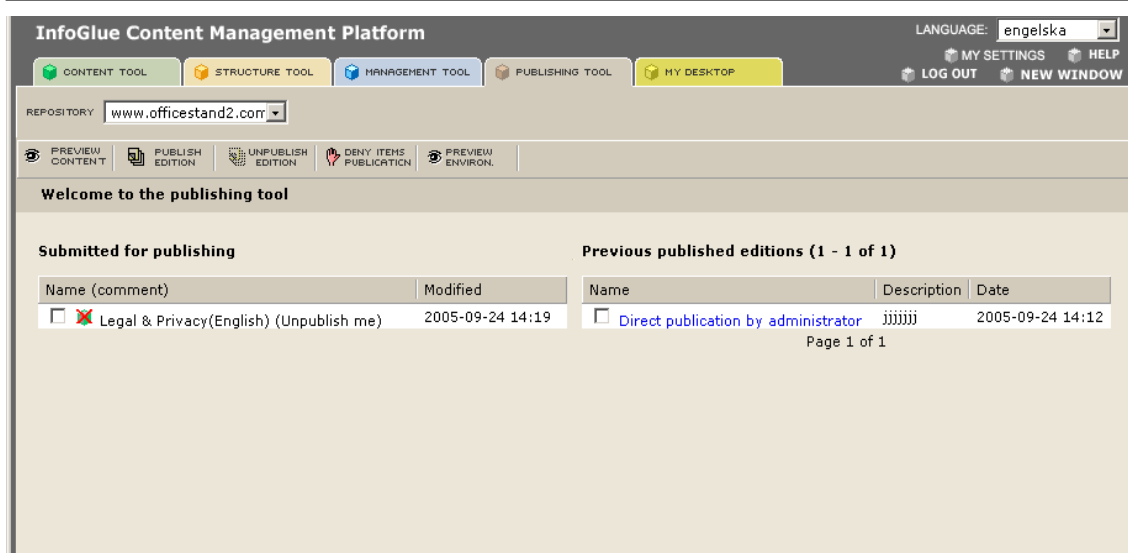 InfoGlue Content Management Platform
LANGUAGE: engelska
MY SETTINGS HELP
LOG OUT NEW WINDOW
CONTENT TOOL STRUCTURE TOOL MANAGEMENT TOOL PUBLISHING TOOL MY DESKTOP
REPOSITORY www.officestand2.com
PREVIEW CONTENT PUBLISH EDITION UNPUBLISH EDITION DENY ITEMS PUBLICATION PREVIEW ENVIRON.
Welcome to the publishing tool
Submitted for publishing
Name (comment) Modified
Legal & Privacy(English) (Unpublish me) 2005-09-24 14:19
Previous published editions (1 - 1 of 1)
Name Description Date
Direct publication by administrator jjjjjjj 2005-09-24 14:12
Page 1 of 1